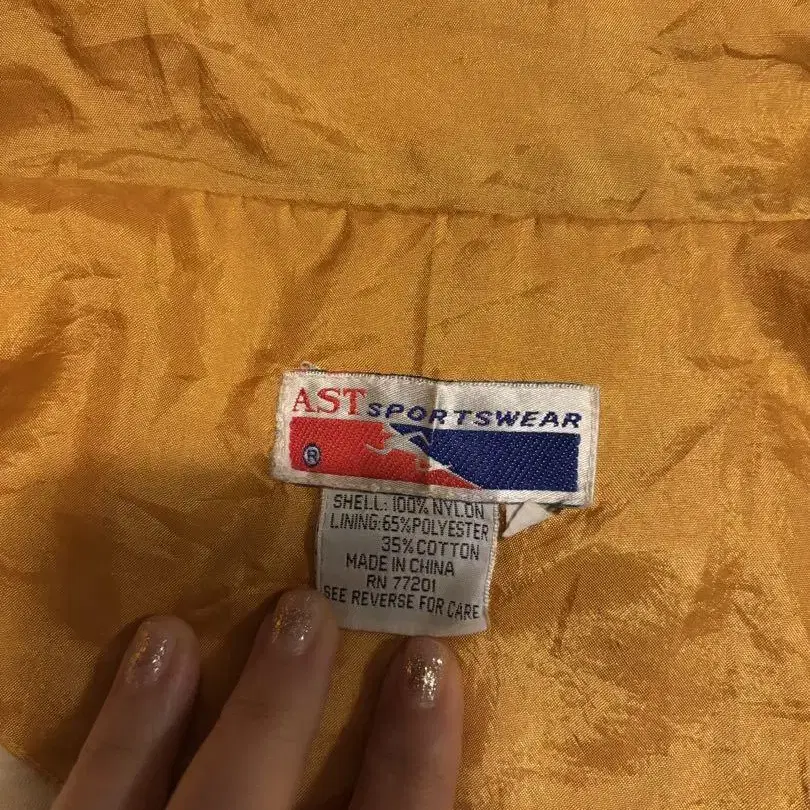 AST SPORTSWEAR
®
SHELL: 100% NYLON
LINING: 65% POLYESTER
35% COTTON
MADE IN CHINA
RN 77201
SEE REVERSE FOR CARE